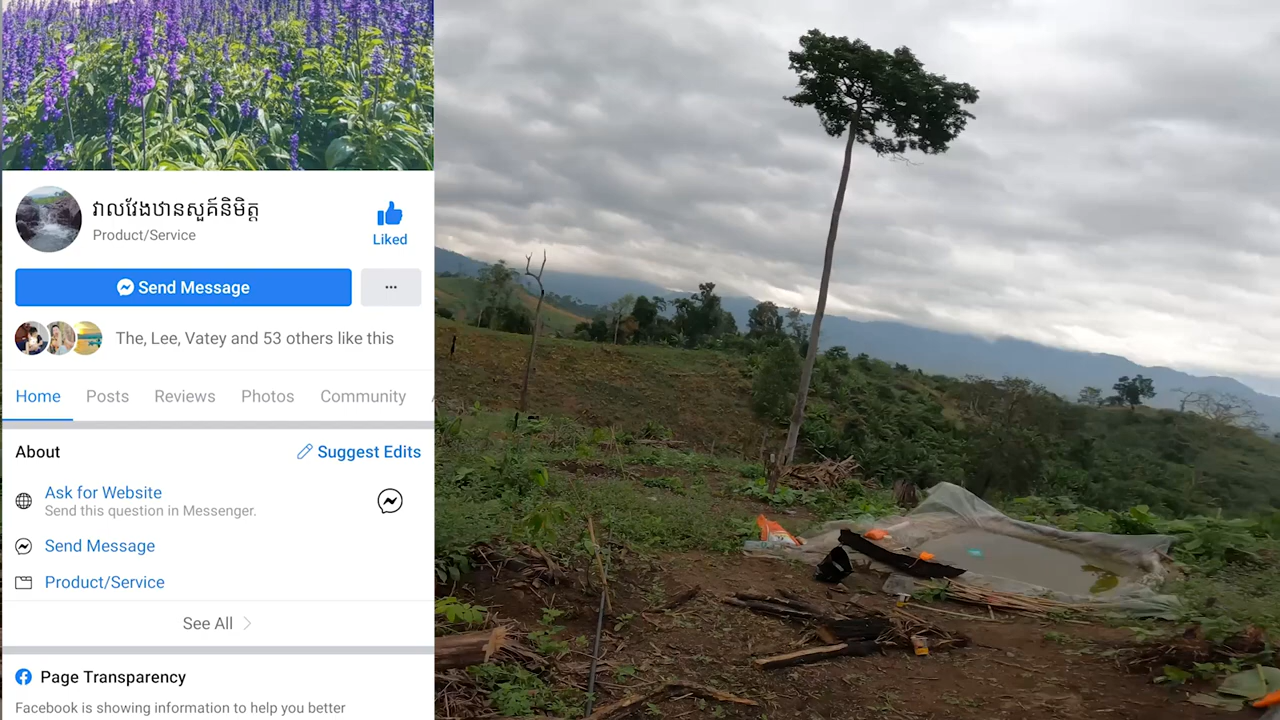 វាលវែងឋានសួគ៌និមិត្ត
Product/Service
Liked
Send Message
The, Lee, Vatey and 53 others like this
Home Posts Reviews Photos Community
About
Suggest Edits
Ask for Website
Send this question in Messenger.
Send Message
Product/Service
See All
Page Transparency
Facebook is showing information to help you better